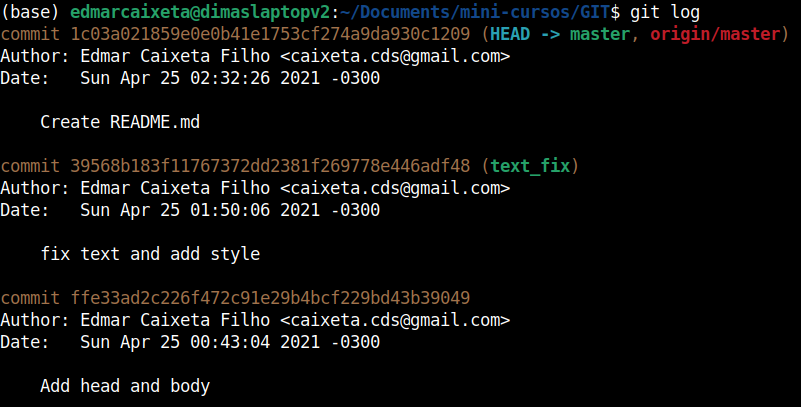 (base) edmarcaixeta@dimaslaptopv2:~/Documents/mini-cursos/GIT$ git log
commit 1c03a021859e0e0b41e1753cf274a9da930c1209 (HEAD -> master, origin/master)
Author: Edmar Caixeta Filho <caixeta.cds@gmail.com>
Date:   Sun Apr 25 02:32:26 2021 -0300
    Create README.md
commit 39568b183f11767372dd2381f269778e446adf48 (text_fix)
Author: Edmar Caixeta Filho <caixeta.cds@gmail.com>
Date:   Sun Apr 25 01:50:06 2021 -0300
    fix text and add style
commit ffe33ad2c226f472c91e29b4bcf229bd43b39049
Author: Edmar Caixeta Filho <caixeta.cds@gmail.com>
Date:   Sun Apr 25 00:43:04 2021 -0300
    Add head and body